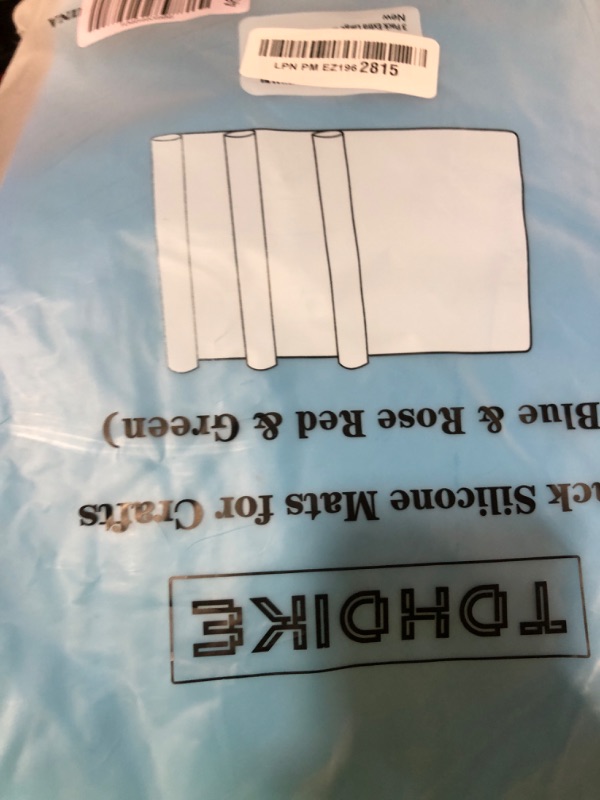 TDHDIKE
ck Silicone Mats for Crafts
Blue & Rose Red & Green)
LPN PM EZ196 2815
New